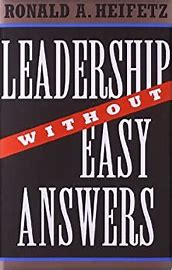 RONALD A. HEIFETZ
LEADERSHIP
WITHOUT
EASY
ANSWERS